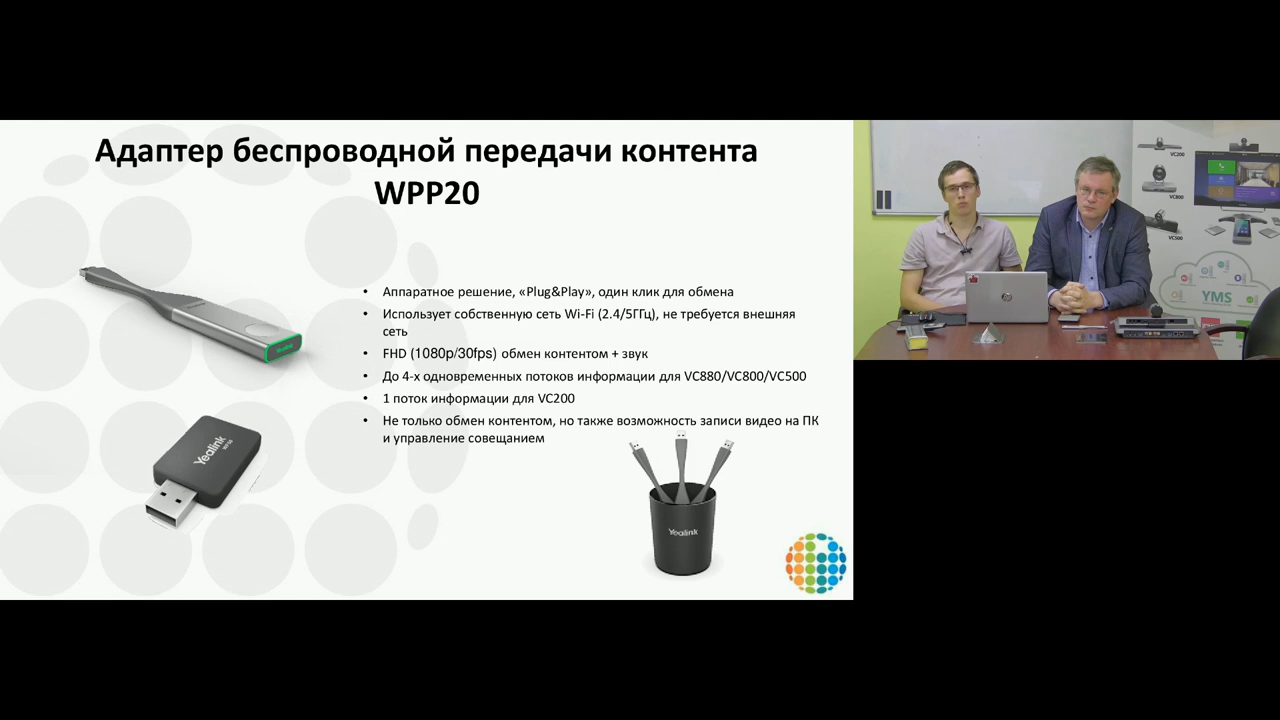 Адаптер беспроводной передачи контента
WPP20
• Аппаратное решение, «Plug&Play», один клик для обмена
• Использует собственную сеть Wi-Fi (2.4/5ГГц), не требуется внешняя
сеть
• FHD (1080p/30fps) обмен контентом + звук
• До 4-х одновременных потоков информации для VC880/VC800/VC500
• 1 поток информации для VC200
• Не только обмен контентом, но также возможность записи видео на ПК
и управление совещанием
Yealink
Yealink
Yealink
VC200
VC800
VC500
YMS
hp